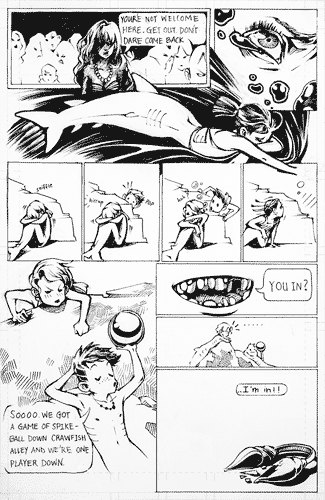 YOU'RE NOT WELCOME
HERE. GET OUT. DON'T
DARE COME BACK
sniffle
SOOOO. WE GOT
A GAME OF SPIKE-
BALL DOWN CRAWFISH
ALLEY AND WE'RE ONE
PLAYER DOWN.
YOU IN?
..I'm in!!